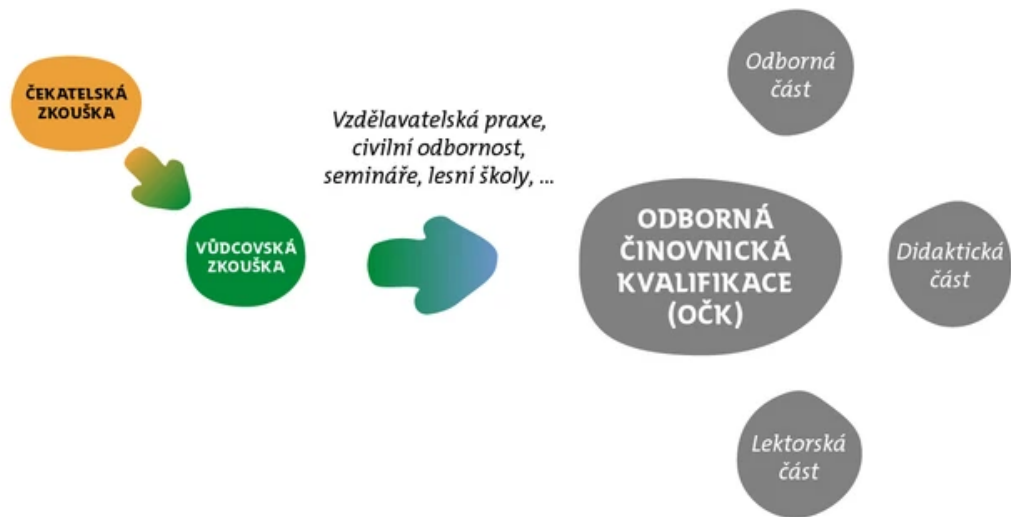 ČEKATELSKÁ
ZKOUŠKA
VŮDCOVSKÁ
ZKOUŠKA
Vzdělavatelská praxe,
civilní odbornost,
semináře, lesní školy, ...
ODBORNÁ
ČINOVNICKÁ
KVALIFIKACE
(OČK)
Odborná
část
Didaktická
část
Lektorská
část